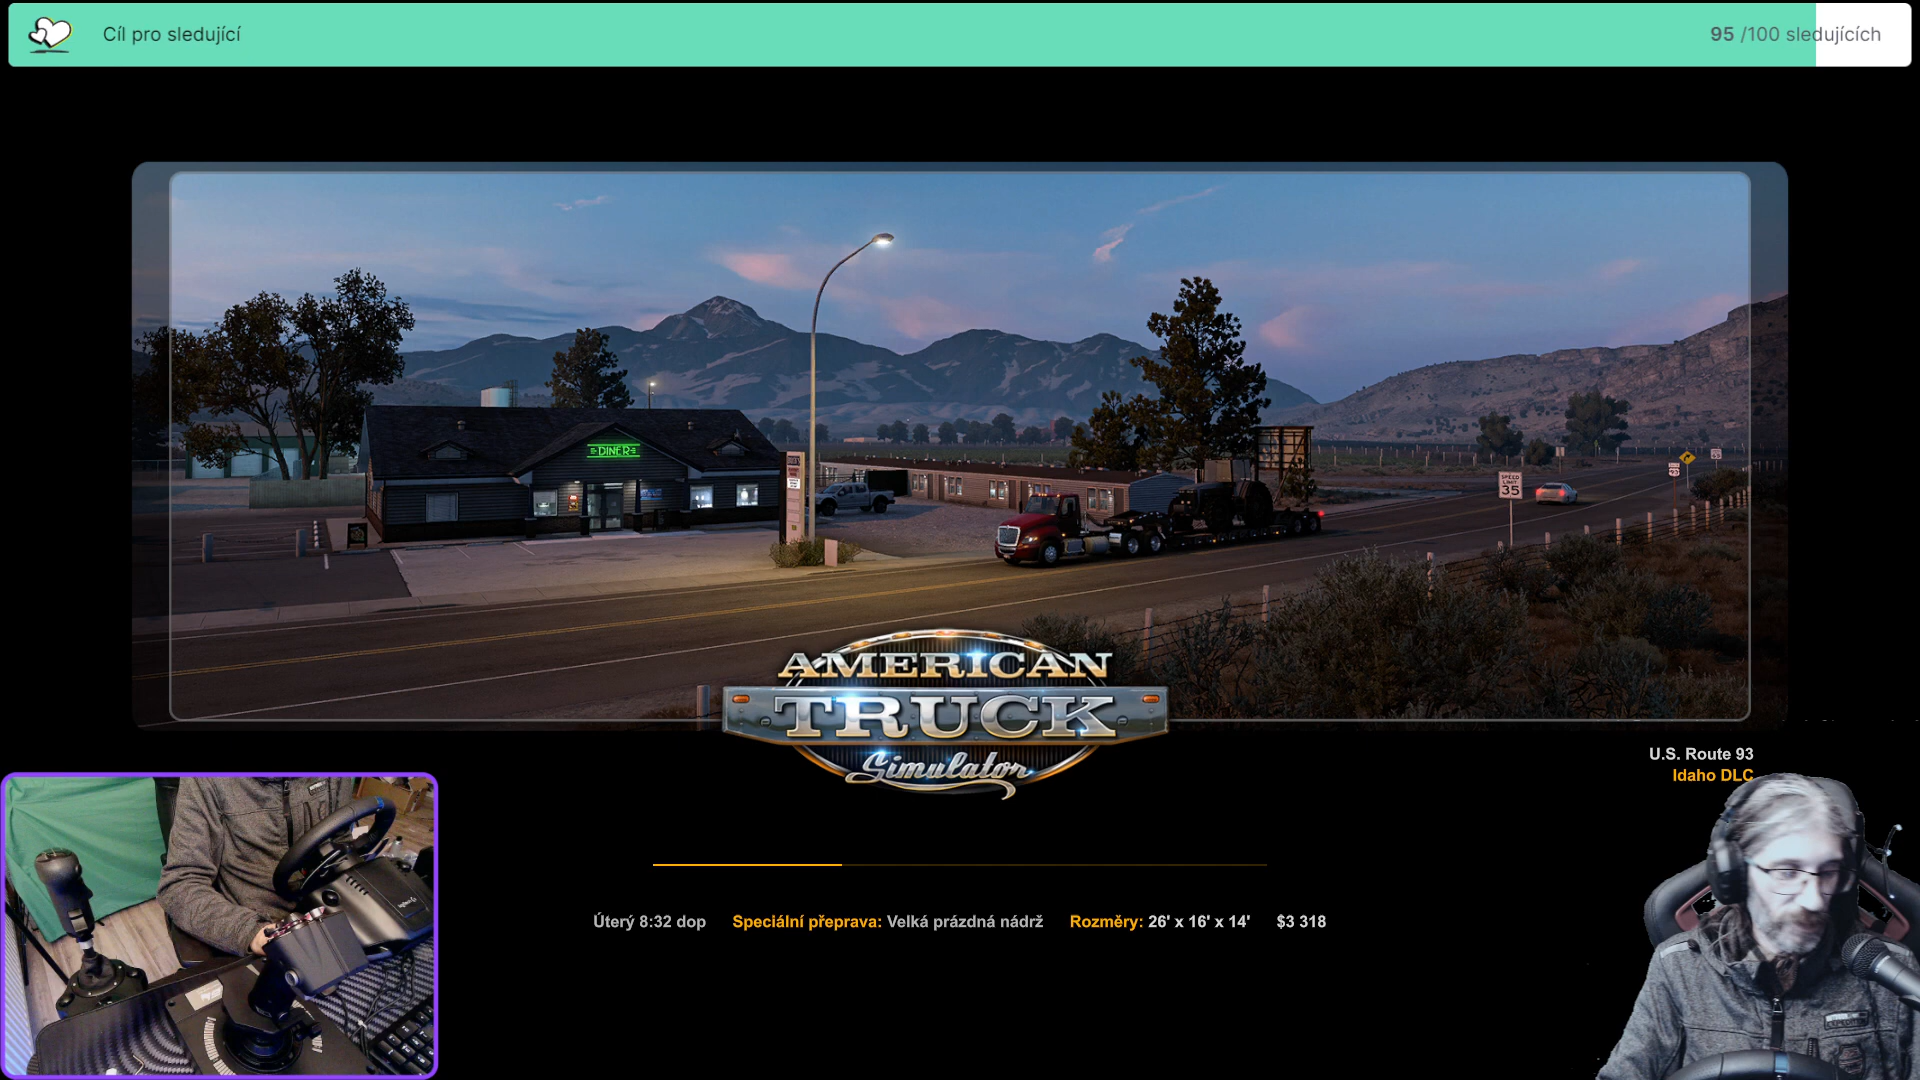 Cíl pro sledující
95 /100 sledujících
DINER
SPEED LIMIT 35
AMERICAN
TRUCK
Simulator
U.S. Route 93
Idaho DLC
Úterý 8:32 dop Speciální přeprava: Velká prázdná nádrž Rozměry: 26' x 16' x 14' $3 318